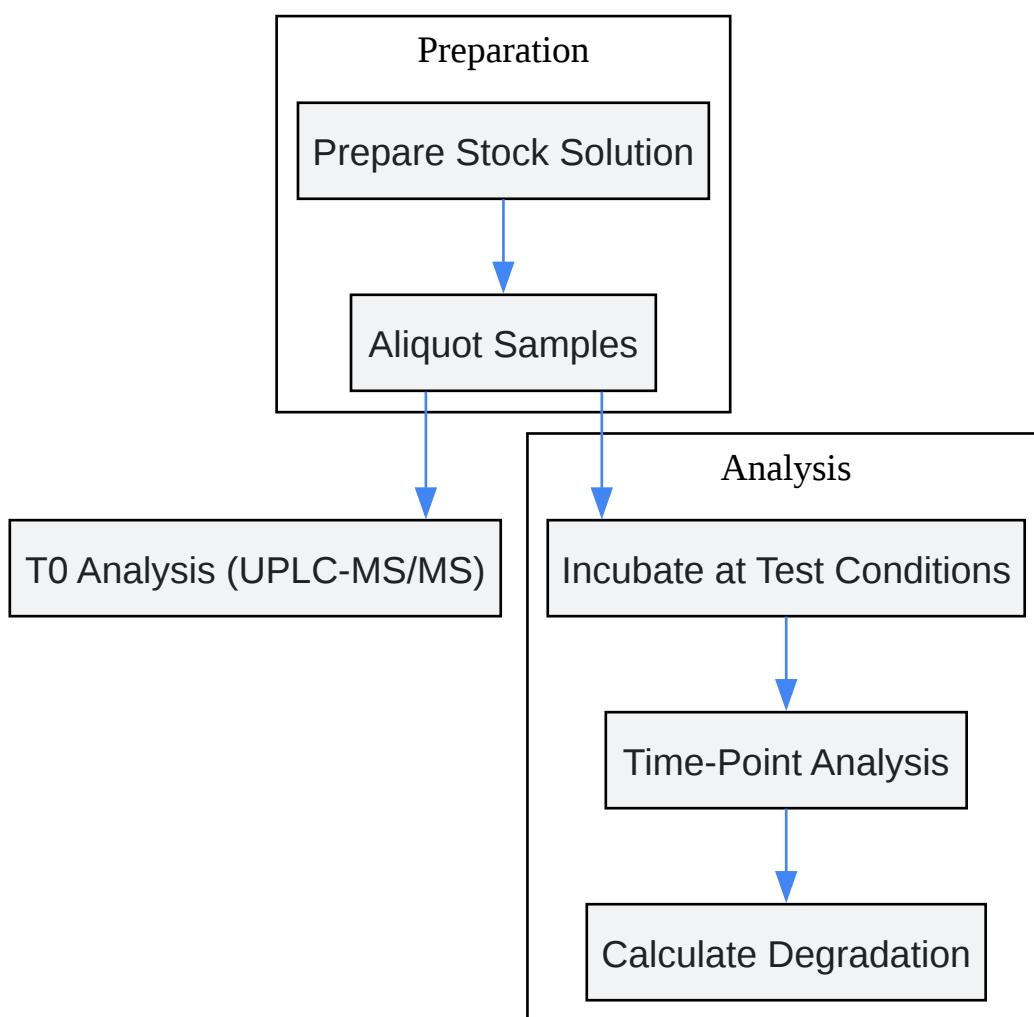 Preparation
Prepare Stock Solution
Aliquot Samples
Analysis
T0 Analysis (UPLC-MS/MS)
Incubate at Test Conditions
Time-Point Analysis
Calculate Degradation